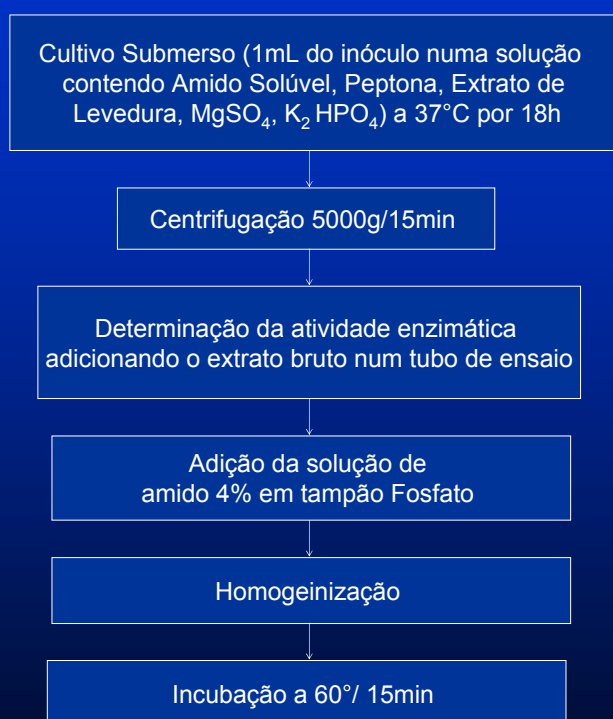 Cultivo Submerso (1mL do inóculo numa solução
contendo Amido Solúvel, Peptona, Extrato de
Levedura, MgSO₄, K₂ HPO₄) a 37°C por 18h
Centrifugação 5000g/15min
Determinação da atividade enzimática
adicionando o extrato bruto num tubo de ensaio
Adição da solução de
amido 4% em tampão Fosfato
Homogeinização
Incubação a 60°/ 15min